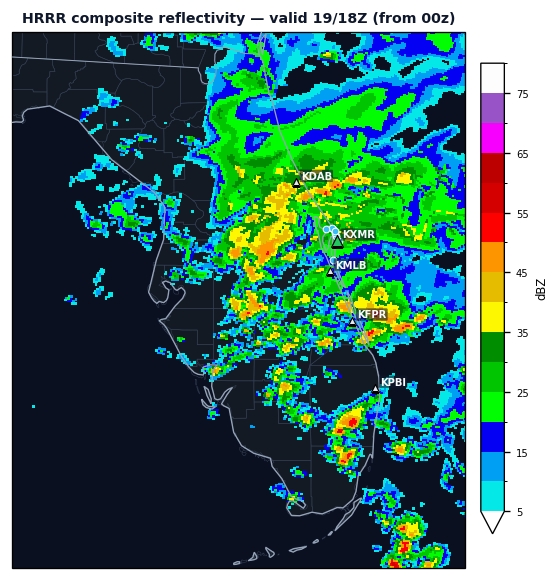 HRRR composite reflectivity — valid 19/18Z (from 00z)
KDAB
KXMR
KMLB
KFPR
KPBI
75
65
55
45
35
25
15
5
dBZ